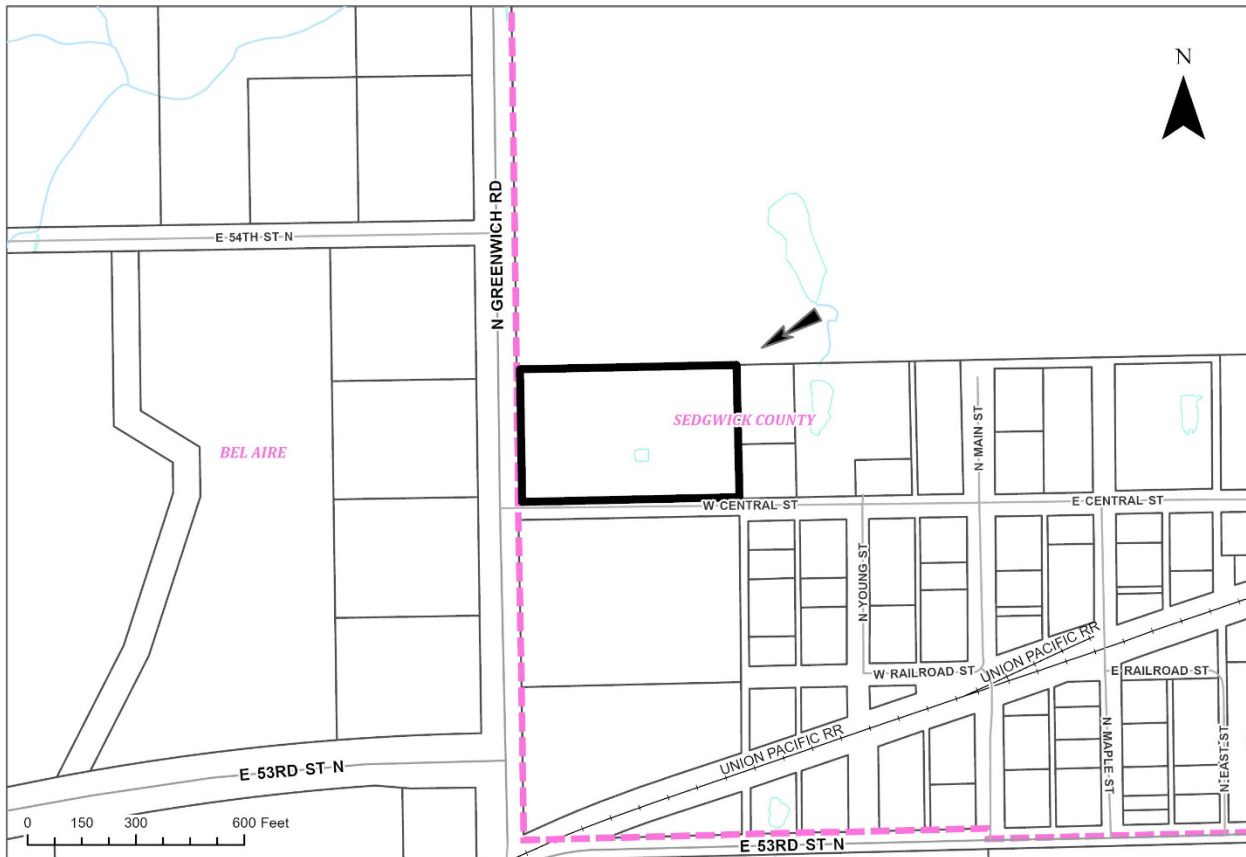 N
N GREENWICH RD
E 54TH ST N
SEDGWICK COUNTY
BEL AIRE
N MAIN ST
W CENTRAL ST
E CENTRAL ST
N YOUNG ST
UNION PACIFIC RR
W RAILROAD ST
E RAILROAD ST
UNION PACIFIC RR
N MAPLE ST
N EAST ST
E 53RD ST N
0 150 300 600 Feet
E 53RD ST N